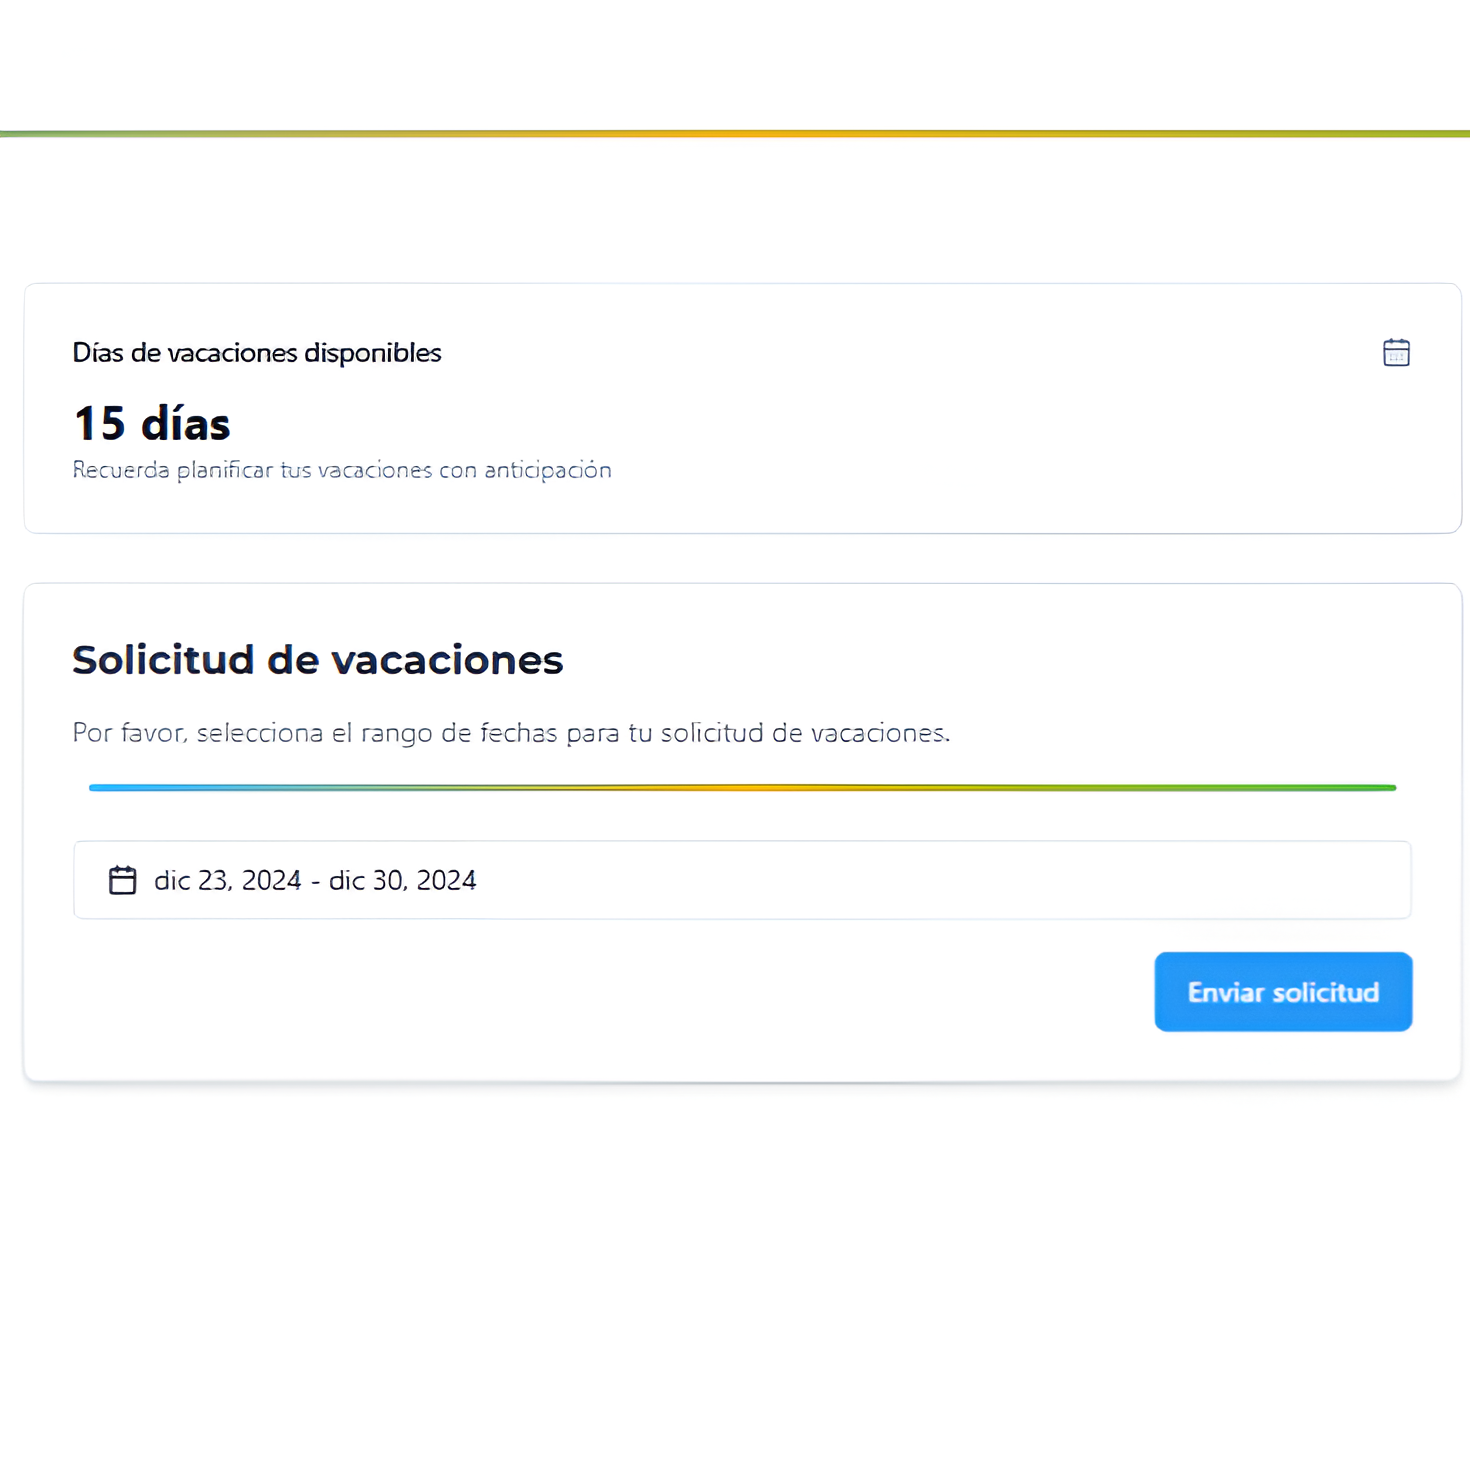 Días de vacaciones disponibles
15 días
Recuerda planificar tus vacaciones con anticipación
Solicitud de vacaciones
Por favor, selecciona el rango de fechas para tu solicitud de vacaciones.
dic 23, 2024 - dic 30, 2024
Enviar solicitud